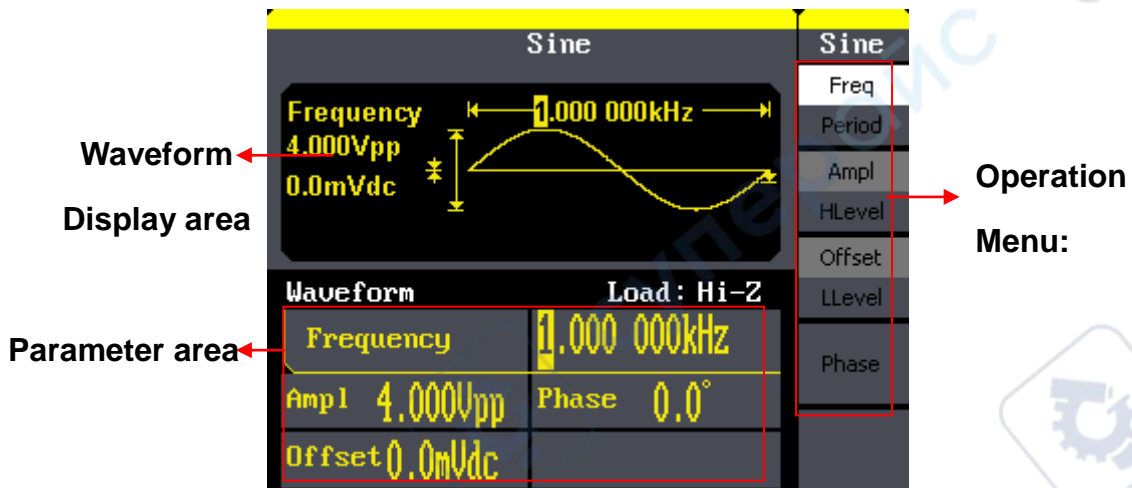 Sine
Sine
Frequency
1.000 000kHz
4.000Vpp
0.0mVdc
Freq
Period
Ampl
HLevel
Offset
LLevel
Phase
Waveform
Display area
Operation
Menu:
Waveform Load: Hi-Z
Parameter area
Frequency 1.000 000kHz
Ampl 4.000Vpp Phase 0.0°
Offset 0.0mVdc